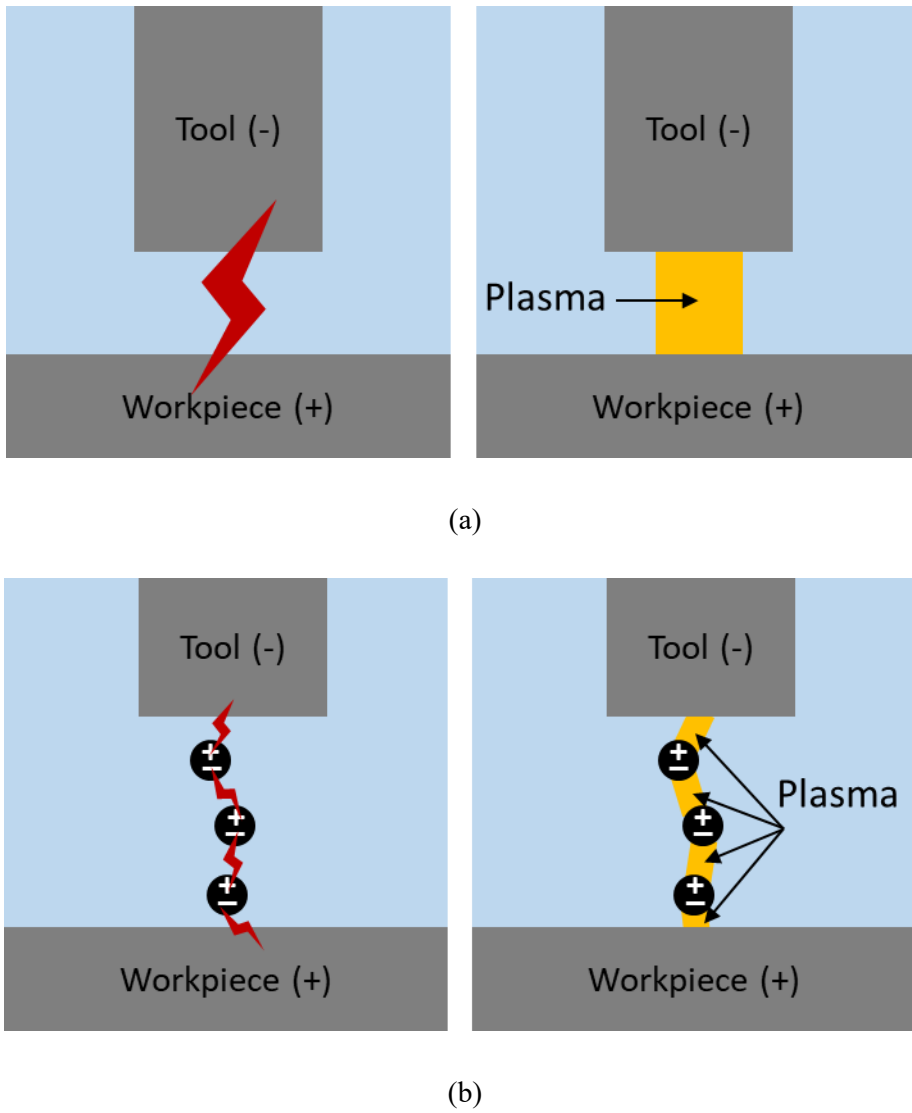 Tool (-) Tool (-)
Plasma
Workpiece (+) Workpiece (+)
(a)
Tool (-) Tool (-)
+ +
− −
Plasma
+ +
− −
+ +
− −
Workpiece (+) Workpiece (+)
(b)